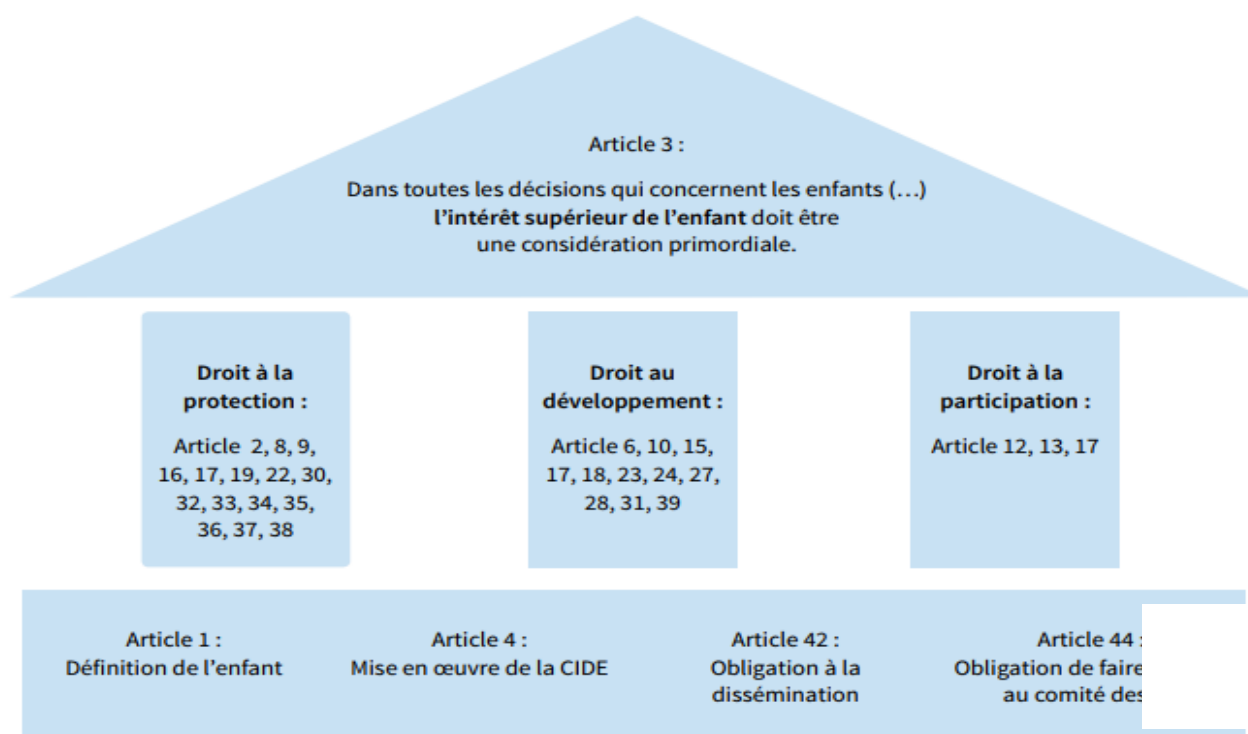 Article 3 :
Dans toutes les décisions qui concernent les enfants (…)
l’intérêt supérieur de l’enfant doit être
une considération primordiale.
Droit à la
protection :
Article 2, 8, 9,
16, 17, 19, 22, 30,
32, 33, 34, 35,
36, 37, 38
Droit au
développement :
Article 6, 10, 15,
17, 18, 23, 24, 27,
28, 31, 39
Droit à la
participation :
Article 12, 13, 17
Article 1 :
Définition de l’enfant
Article 4 :
Mise en œuvre de la CIDE
Article 42 :
Obligation à la
dissémination
Article 44 :
Obligation de faire
au comité des